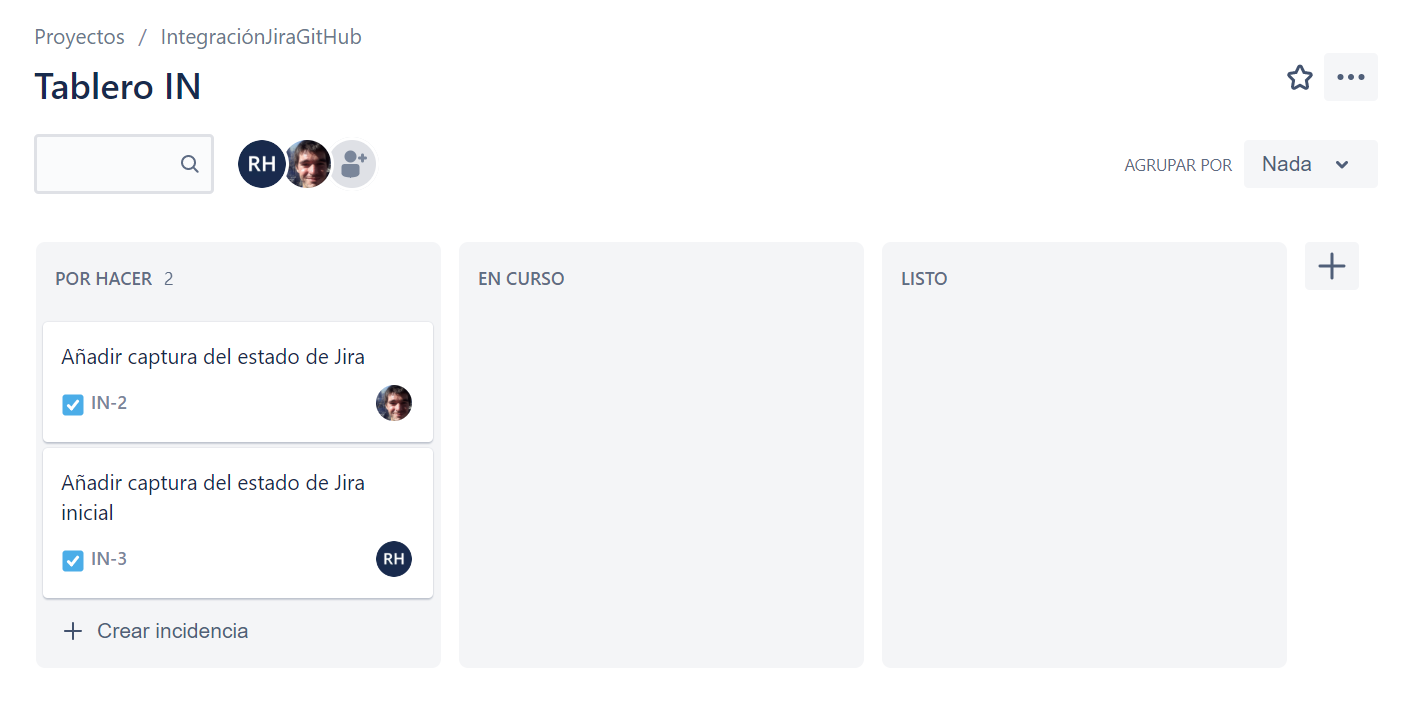 Proyectos / IntegraciónJiraGitHub
Tablero IN
RH
AGRUPAR POR Nada
POR HACER 2
EN CURSO
LISTO
Añadir captura del estado de Jira
IN-2
Añadir captura del estado de Jira
inicial
IN-3
RH
Crear incidencia